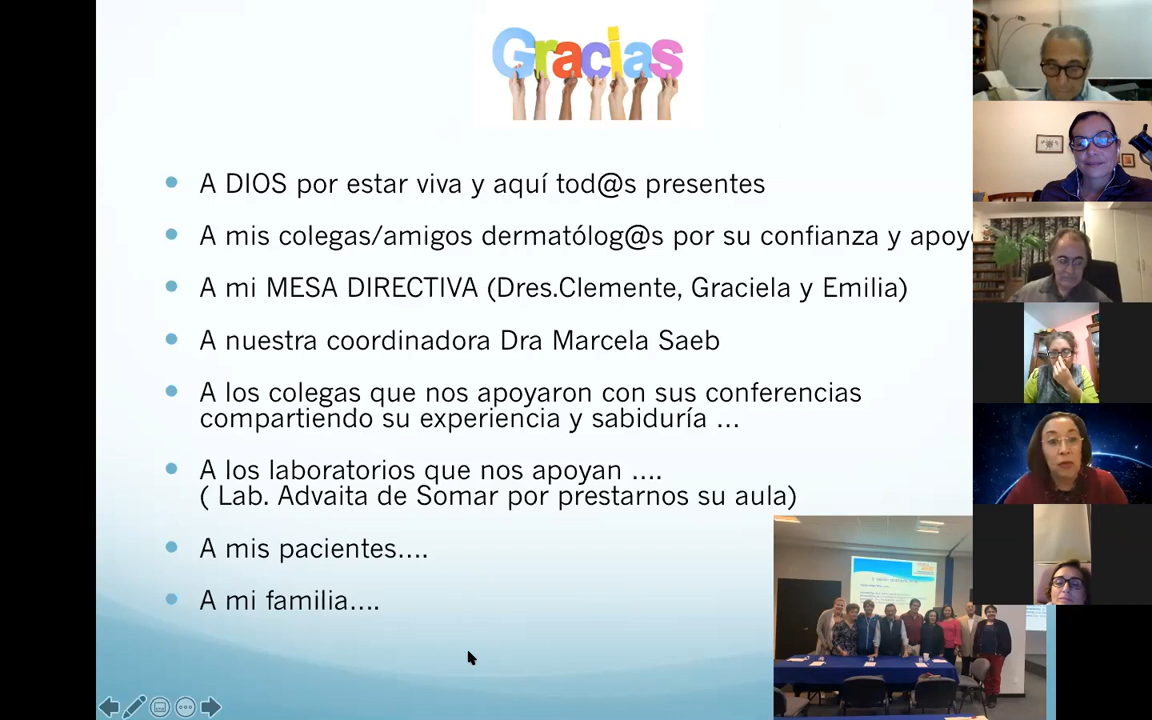 Gracias
A DIOS por estar viva y aquí tod@s presentes
A mis colegas/amigos dermatólog@s por su confianza y apoy
A mi MESA DIRECTIVA (Dres.Clemente, Graciela y Emilia)
A nuestra coordinadora Dra Marcela Saeb
A los colegas que nos apoyaron con sus conferencias
compartiendo su experiencia y sabiduría ...
A los laboratorios que nos apoyan ....
( Lab. Advaita de Somar por prestarnos su aula)
A mis pacientes....
A mi familia....